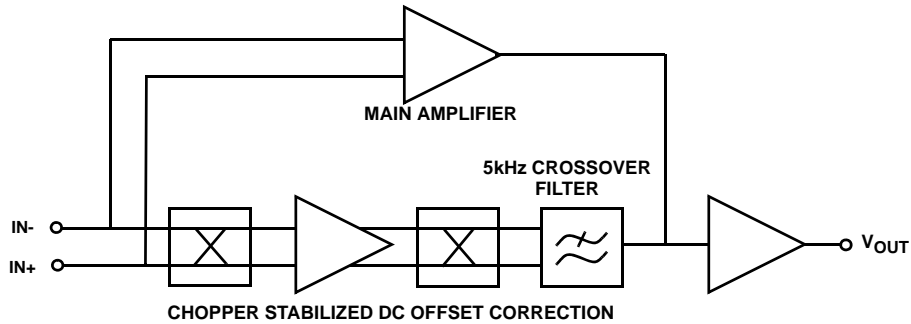 MAIN AMPLIFIER
5kHz CROSSOVER
FILTER
IN-
IN+
VOUT
CHOPPER STABILIZED DC OFFSET CORRECTION